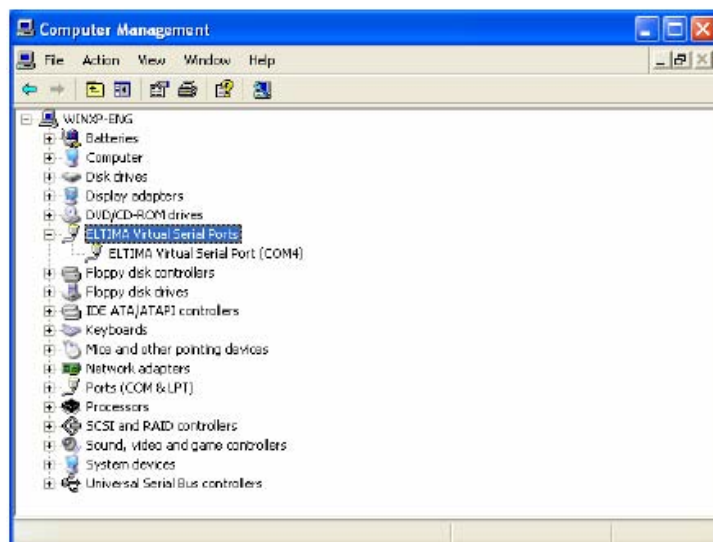 Computer Management
File Action View Window Help
WINXP-ENG
Batteries
Computer
Disk drives
Display adapters
DVD/CD-ROM drives
ELTIMA Virtual Serial Ports
ELTIMA Virtual Serial Port (COM4)
Floppy disk controllers
Floppy disk drives
IDE ATA/ATAPI controllers
Keyboards
Mice and other pointing devices
Network adapters
Ports (COM & LPT)
Processors
SCSI and RAID controllers
Sound, video and game controllers
System devices
Universal Serial Bus controllers